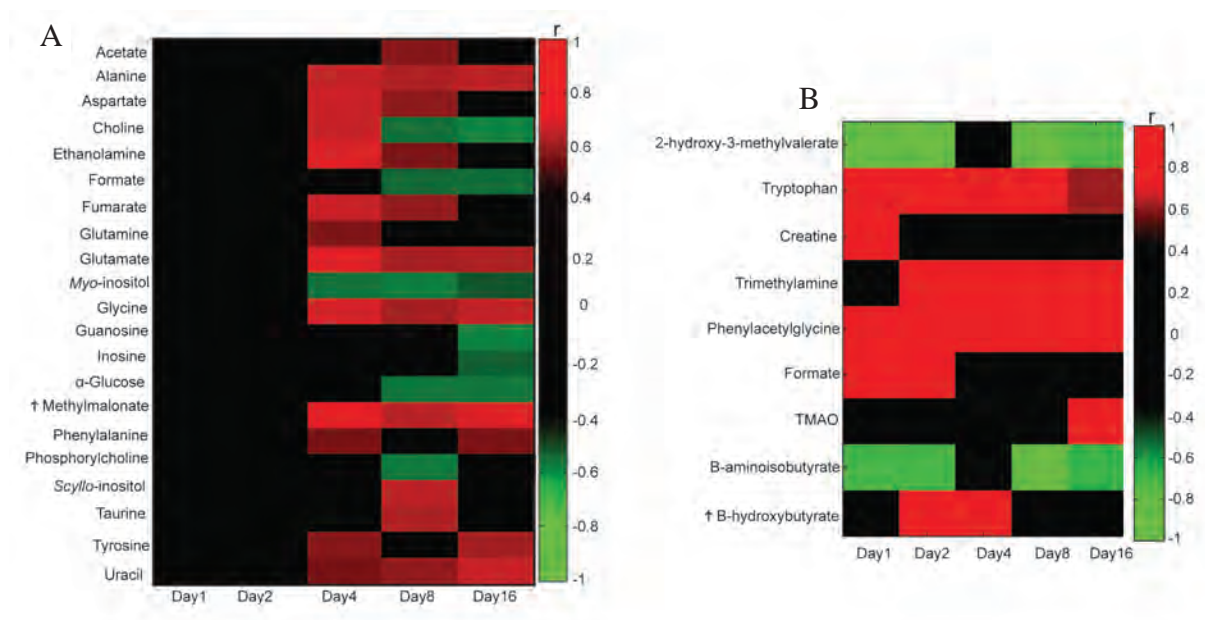 A
r
Acetate
Alanine
Aspartate
Choline
Ethanolamine
Formate
Fumarate
Glutamine
Glutamate
Myo-inositol
Glycine
Guanosine
Inosine
α-Glucose
↑ Methylmalonate
Phenylalanine
Phosphorylcholine
Scyllo-inositol
Taurine
Tyrosine
Uracil
Day1 Day2 Day4 Day8 Day16
1
0.8
0.6
0.4
0.2
0
-0.2
-0.4
-0.6
-0.8
-1
B
r
2-hydroxy-3-methylvalerate
Tryptophan
Creatine
Trimethylamine
Phenylacetylglycine
Formate
TMAO
B-aminoisobutyrate
↑ B-hydroxybutyrate
Day1 Day2 Day4 Day8 Day16
1
0.8
0.6
0.4
0.2
0
-0.2
-0.4
-0.6
-0.8
-1